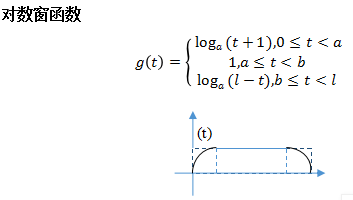 对数窗函数
log_a (t + 1),0 ≤ t < a
g(t) = { 1,a ≤ t < b
log_a (l − t),b ≤ t < l
(t)